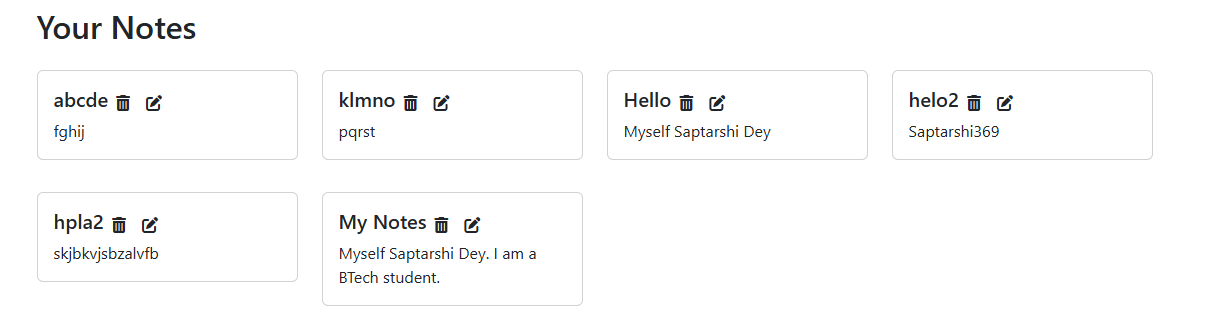 Your Notes
abcde
fghij
klmno
pqrst
Hello
Myself Saptarshi Dey
helo2
Saptarshi369
hpla2
skjbkvjsbzalvfb
My Notes
Myself Saptarshi Dey. I am a
BTech student.